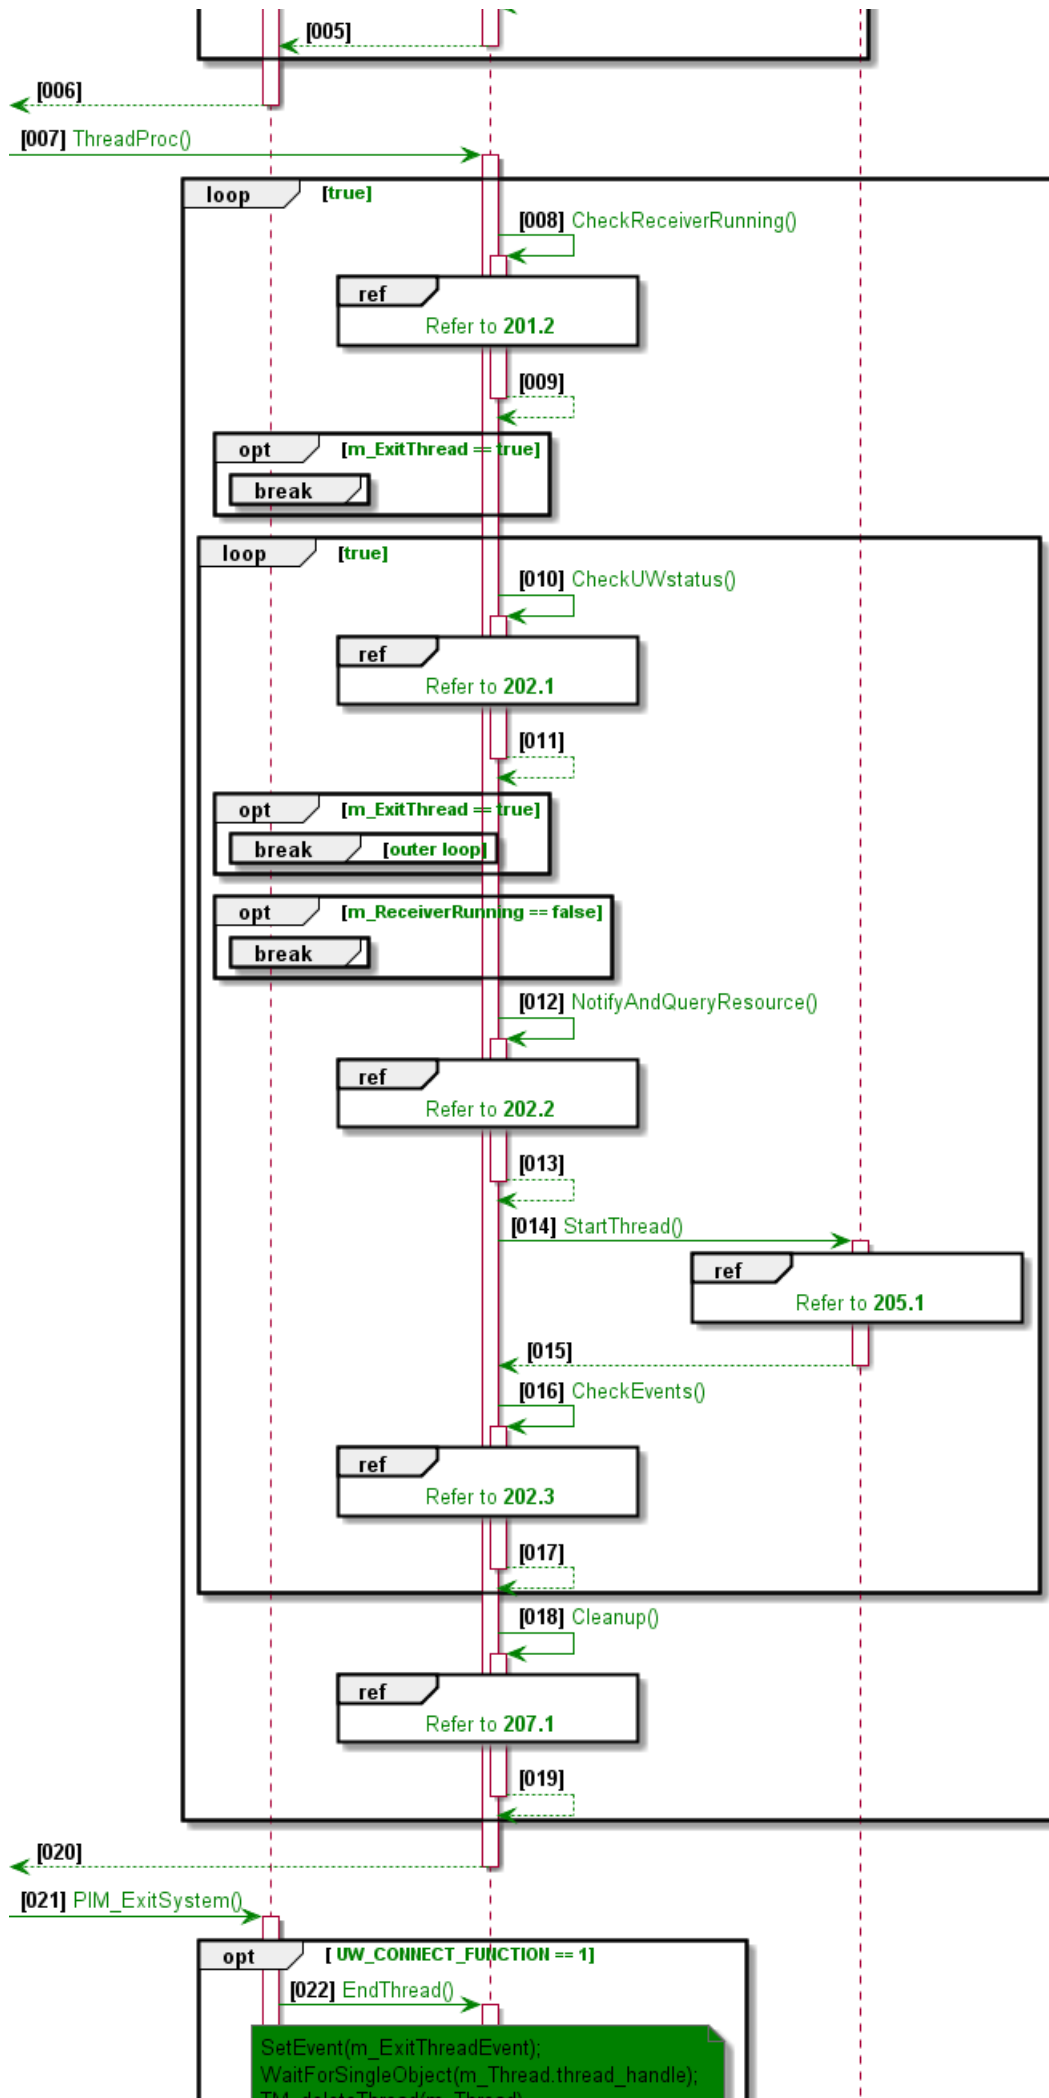 [005]
[006]
[007] ThreadProc()
loop [true]
[008] CheckReceiverRunning()
ref
Refer to 201.2
[009]
opt [m_ExitThread == true]
break
loop [true]
[010] CheckUWstatus()
ref
Refer to 202.1
[011]
opt [m_ExitThread == true]
break [outer loop]
opt [m_ReceiverRunning == false]
break
[012] NotifyAndQueryResource()
ref
Refer to 202.2
[013]
[014] StartThread()
ref
Refer to 205.1
[015]
[016] CheckEvents()
ref
Refer to 202.3
[017]
[018] Cleanup()
ref
Refer to 207.1
[019]
[020]
[021] PIM_ExitSystem()
opt [ UW_CONNECT_FUNCTION == 1]
[022] EndThread()
SetEvent(m_ExitThreadEvent);
WaitForSingleObject(m_Thread.thread_handle);
TM_deleteThread(m_Thread)